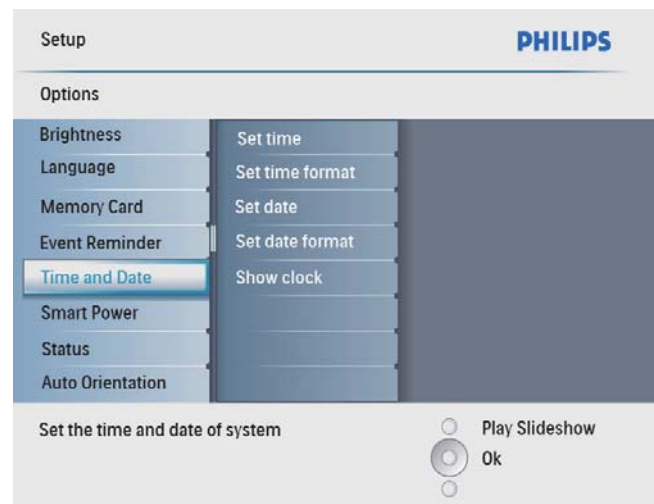 Setup
PHILIPS
Options
Brightness
Language
Memory Card
Event Reminder
Time and Date
Smart Power
Status
Auto Orientation
Set time
Set time format
Set date
Set date format
Show clock
Set the time and date of system
Play Slideshow
Ok